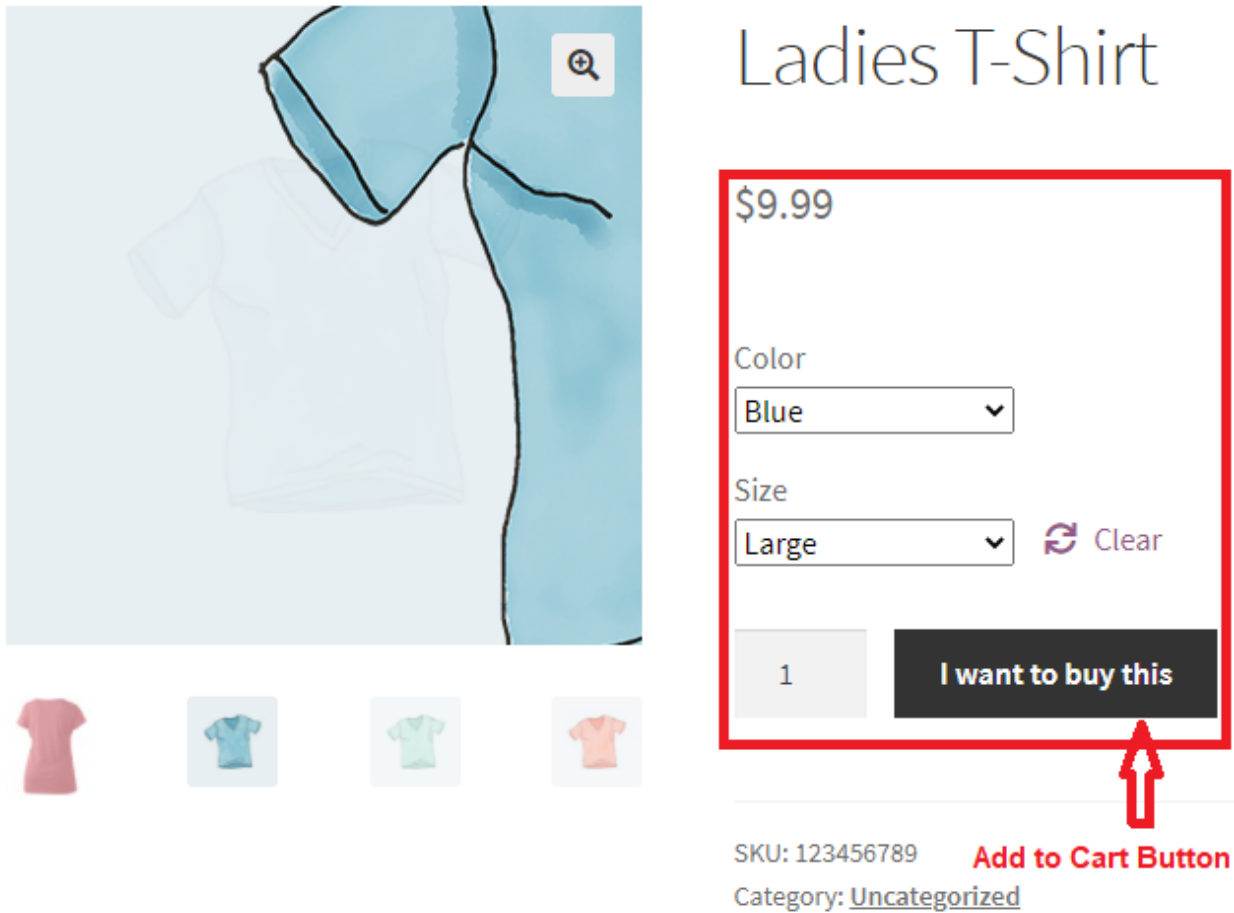 Ladies T-Shirt
$9.99
Color
Blue
Size
Large
Clear
1
I want to buy this
SKU: 123456789
Add to Cart Button
Category: Uncategorized